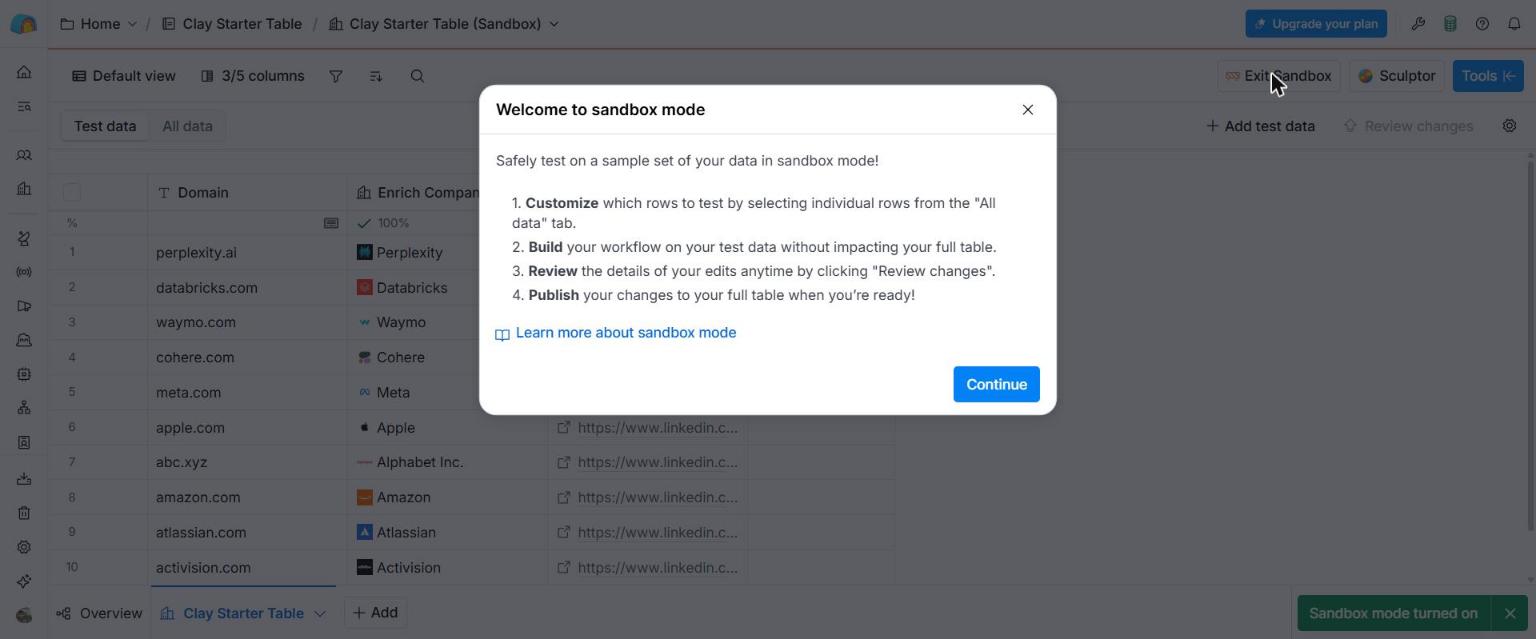 Home / Clay Starter Table / Clay Starter Table (Sandbox)
Upgrade your plan
Default view 3/5 columns
Exit Sandbox Sculptor Tools
Test data All data
+ Add test data Review changes
Welcome to sandbox mode
Safely test on a sample set of your data in sandbox mode!
1. Customize which rows to test by selecting individual rows from the "All
data" tab.
2. Build your workflow on your test data without impacting your full table.
3. Review the details of your edits anytime by clicking "Review changes".
4. Publish your changes to your full table when you're ready!
Learn more about sandbox mode
Continue
Domain Enrich Compan
% 100%
1 perplexity.ai Perplexity
2 databricks.com Databricks
3 waymo.com Waymo
4 cohere.com Cohere
5 meta.com Meta
6 apple.com Apple https://www.linkedin.c...
7 abc.xyz Alphabet Inc. https://www.linkedin.c...
8 amazon.com Amazon https://www.linkedin.c...
9 atlassian.com Atlassian https://www.linkedin.c...
10 activision.com Activision https://www.linkedin.c...
Overview Clay Starter Table + Add
Sandbox mode turned on